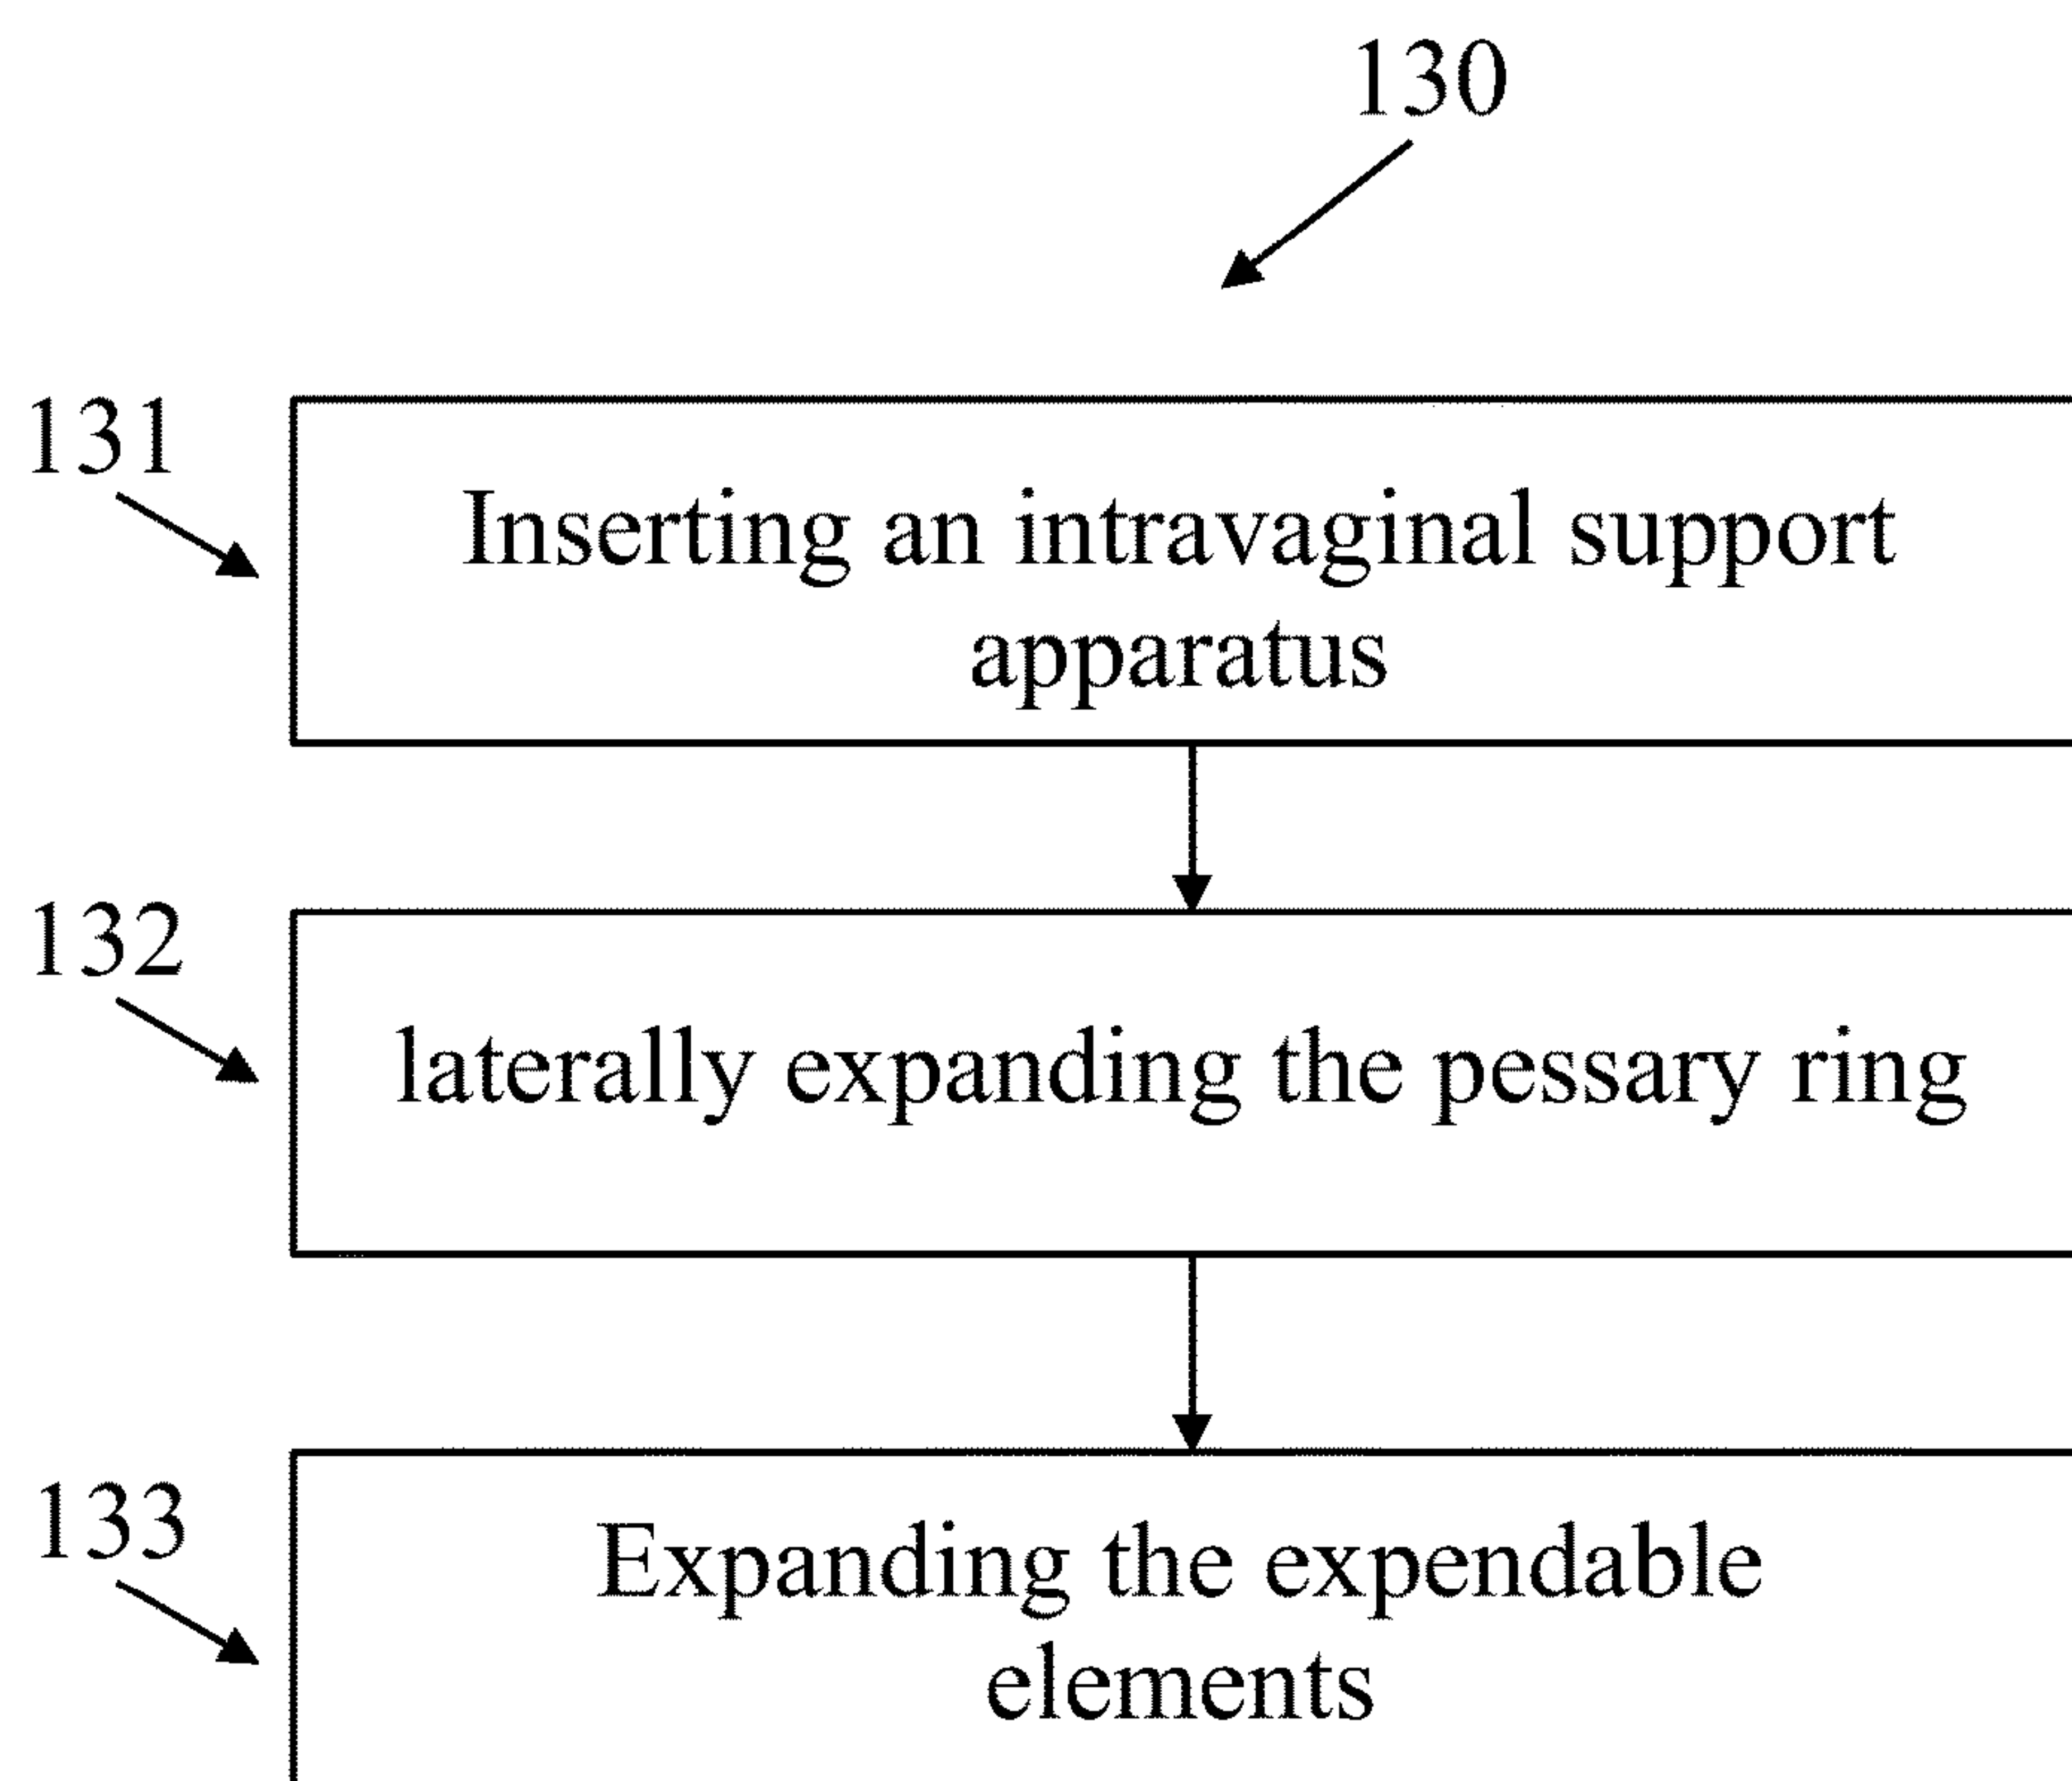 130
131
Inserting an intravaginal support
apparatus
132
laterally expanding the pessary ring
133
Expanding the expendable
elements